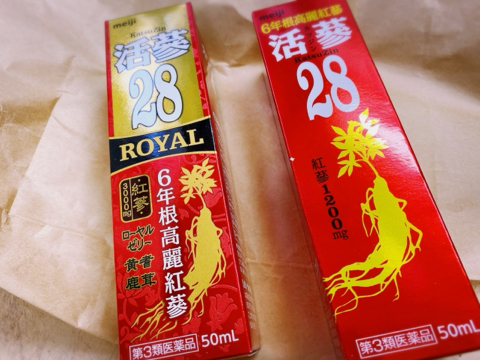 meiji
KatsuZin
活蔘
28
ROYAL
紅蔘
3000mg
6年根高麗紅蔘
ローヤル
ゼリー
黄耆
鹿茸
第3類医薬品
50mL
meiji
6年根高麗紅蔘
活蔘
KatsuZin
28
紅蔘1200mg
第3類医薬品
50mL